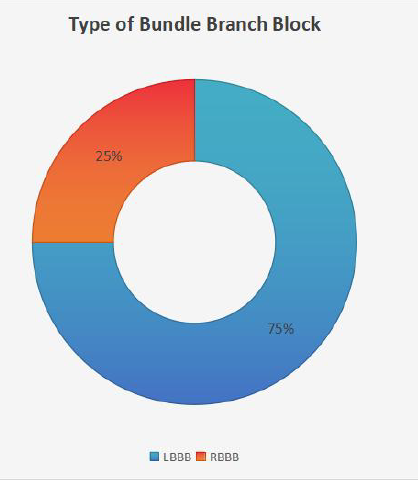 Type of Bundle Branch Block
25%
75%
LBBB RBBB